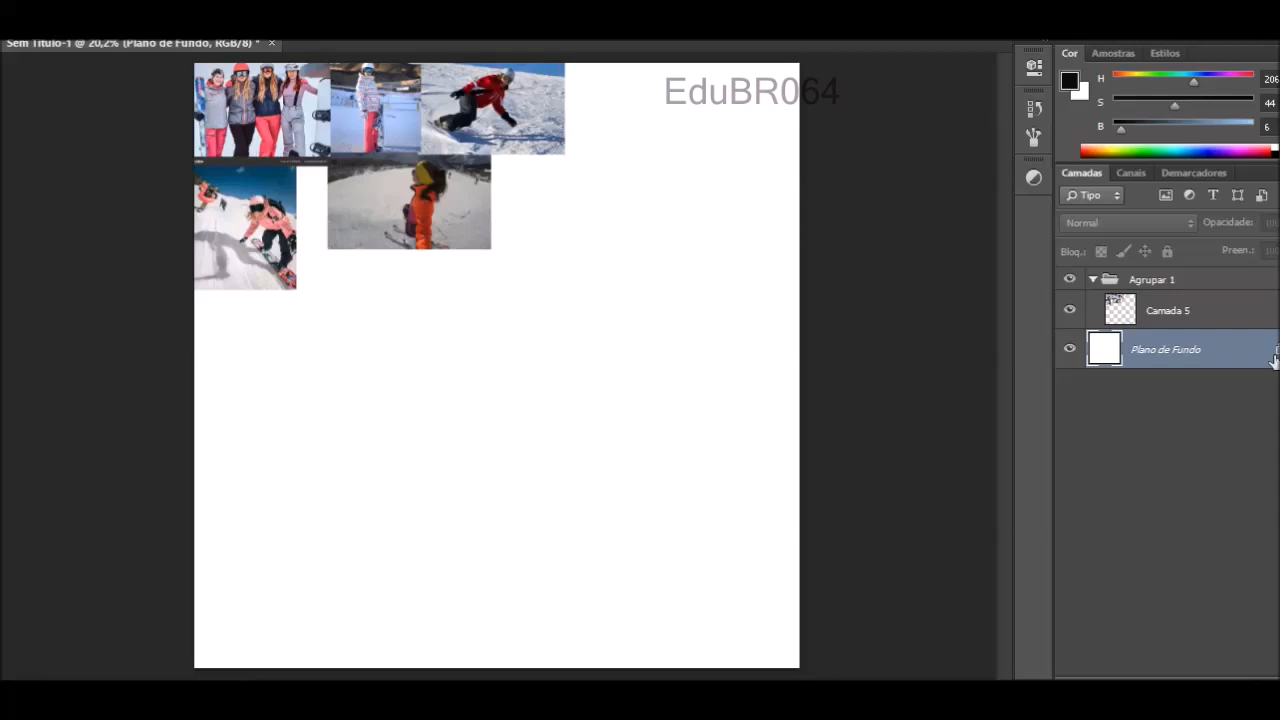 Sem Título-1 @ 20,2% (Plano de Fundo, RGB/8) * ×
EduBR064
Cor Amostras Estilos
H 206
S 44
B 6
Camadas Canais Demarcadores
Tipo
Normal Opacidade:
Bloq.: Preen.:
Agrupar 1
Camada 5
Plano de Fundo